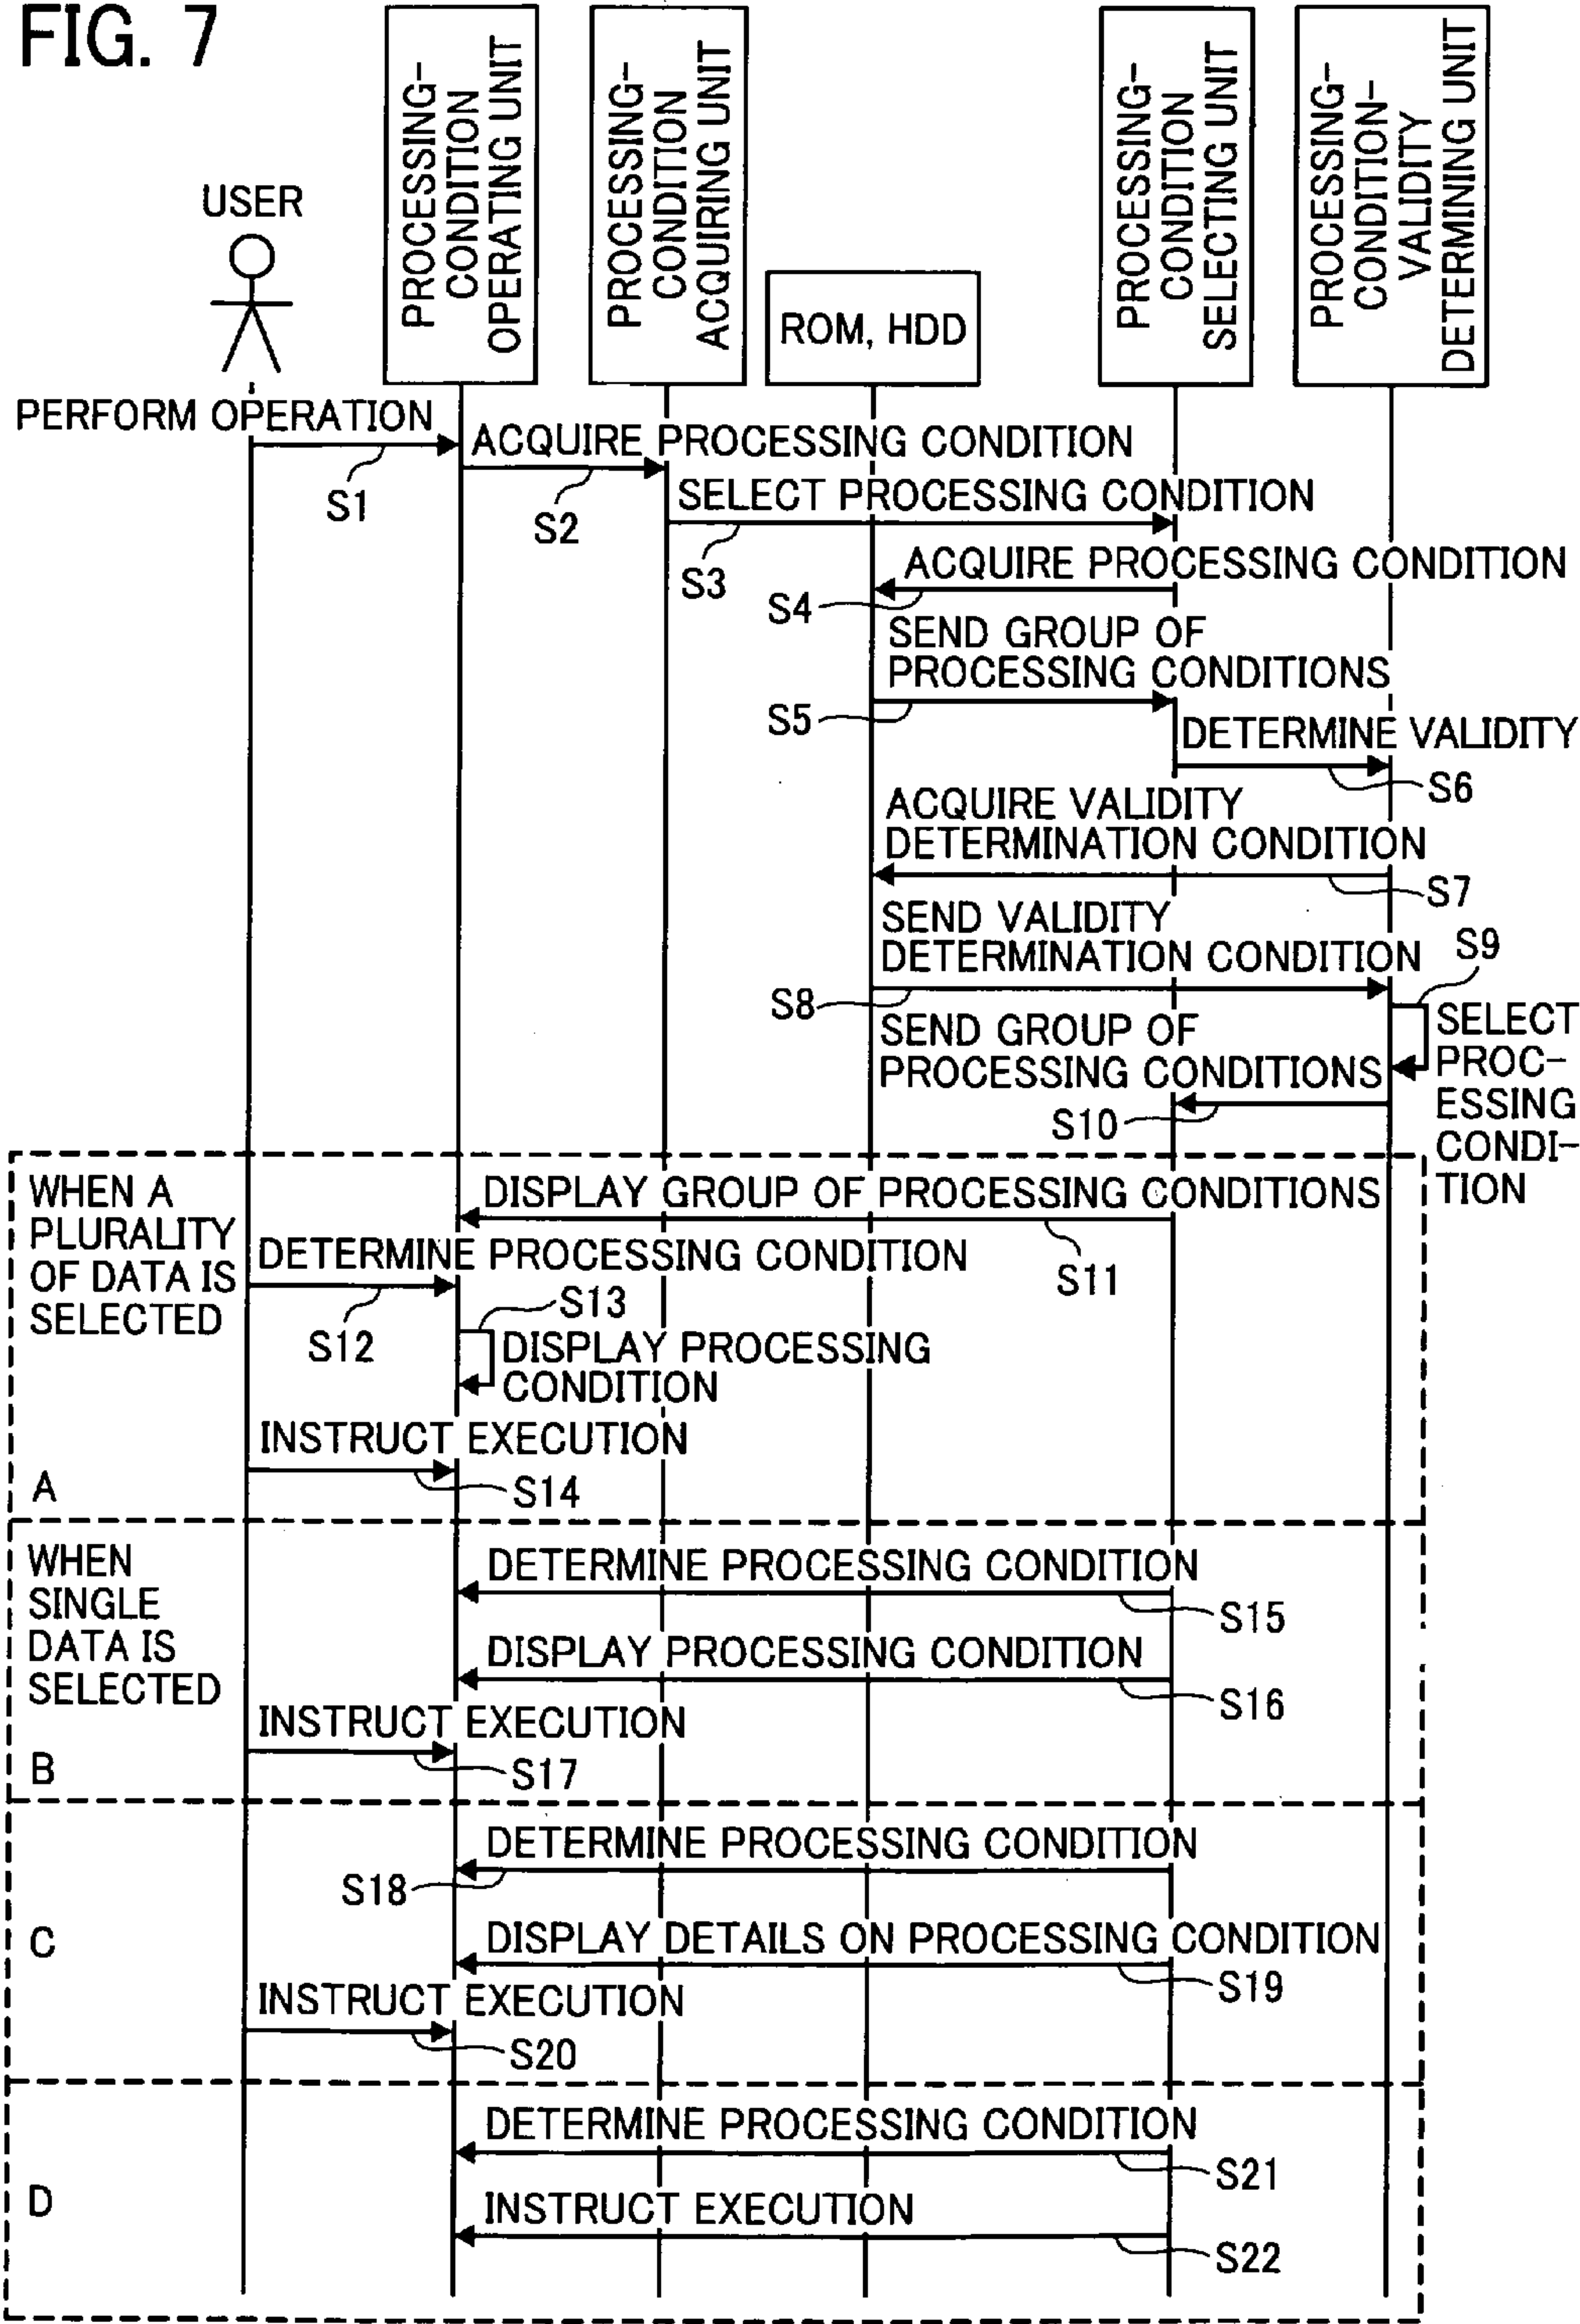 FIG. 7
USER
PROCESSING-
CONDITION
OPERATING UNIT
PROCESSING-
CONDITION
ACQUIRING UNIT
ROM, HDD
PROCESSING-
CONDITION
SELECTING UNIT
PROCESSING-
CONDITION-
VALIDITY
DETERMINING UNIT
PERFORM OPERATION
S1
ACQUIRE PROCESSING CONDITION
S2
SELECT PROCESSING CONDITION
S3
ACQUIRE PROCESSING CONDITION
S4
SEND GROUP OF
PROCESSING CONDITIONS
S5
DETERMINE VALIDITY
S6
ACQUIRE VALIDITY
DETERMINATION CONDITION
S7
SEND VALIDITY
DETERMINATION CONDITION
S8
S9
SELECT
PROC-
ESSING
CONDI-
TION
SEND GROUP OF
PROCESSING CONDITIONS
S10
WHEN A
PLURALITY
OF DATA IS
SELECTED
DISPLAY GROUP OF PROCESSING CONDITIONS
S11
DETERMINE PROCESSING CONDITION
S12
S13
DISPLAY PROCESSING
CONDITION
INSTRUCT EXECUTION
S14
A
WHEN
SINGLE
DATA IS
SELECTED
DETERMINE PROCESSING CONDITION
S15
DISPLAY PROCESSING CONDITION
S16
INSTRUCT EXECUTION
S17
B
DETERMINE PROCESSING CONDITION
S18
C
DISPLAY DETAILS ON PROCESSING CONDITION
S19
INSTRUCT EXECUTION
S20
DETERMINE PROCESSING CONDITION
S21
D
INSTRUCT EXECUTION
S22